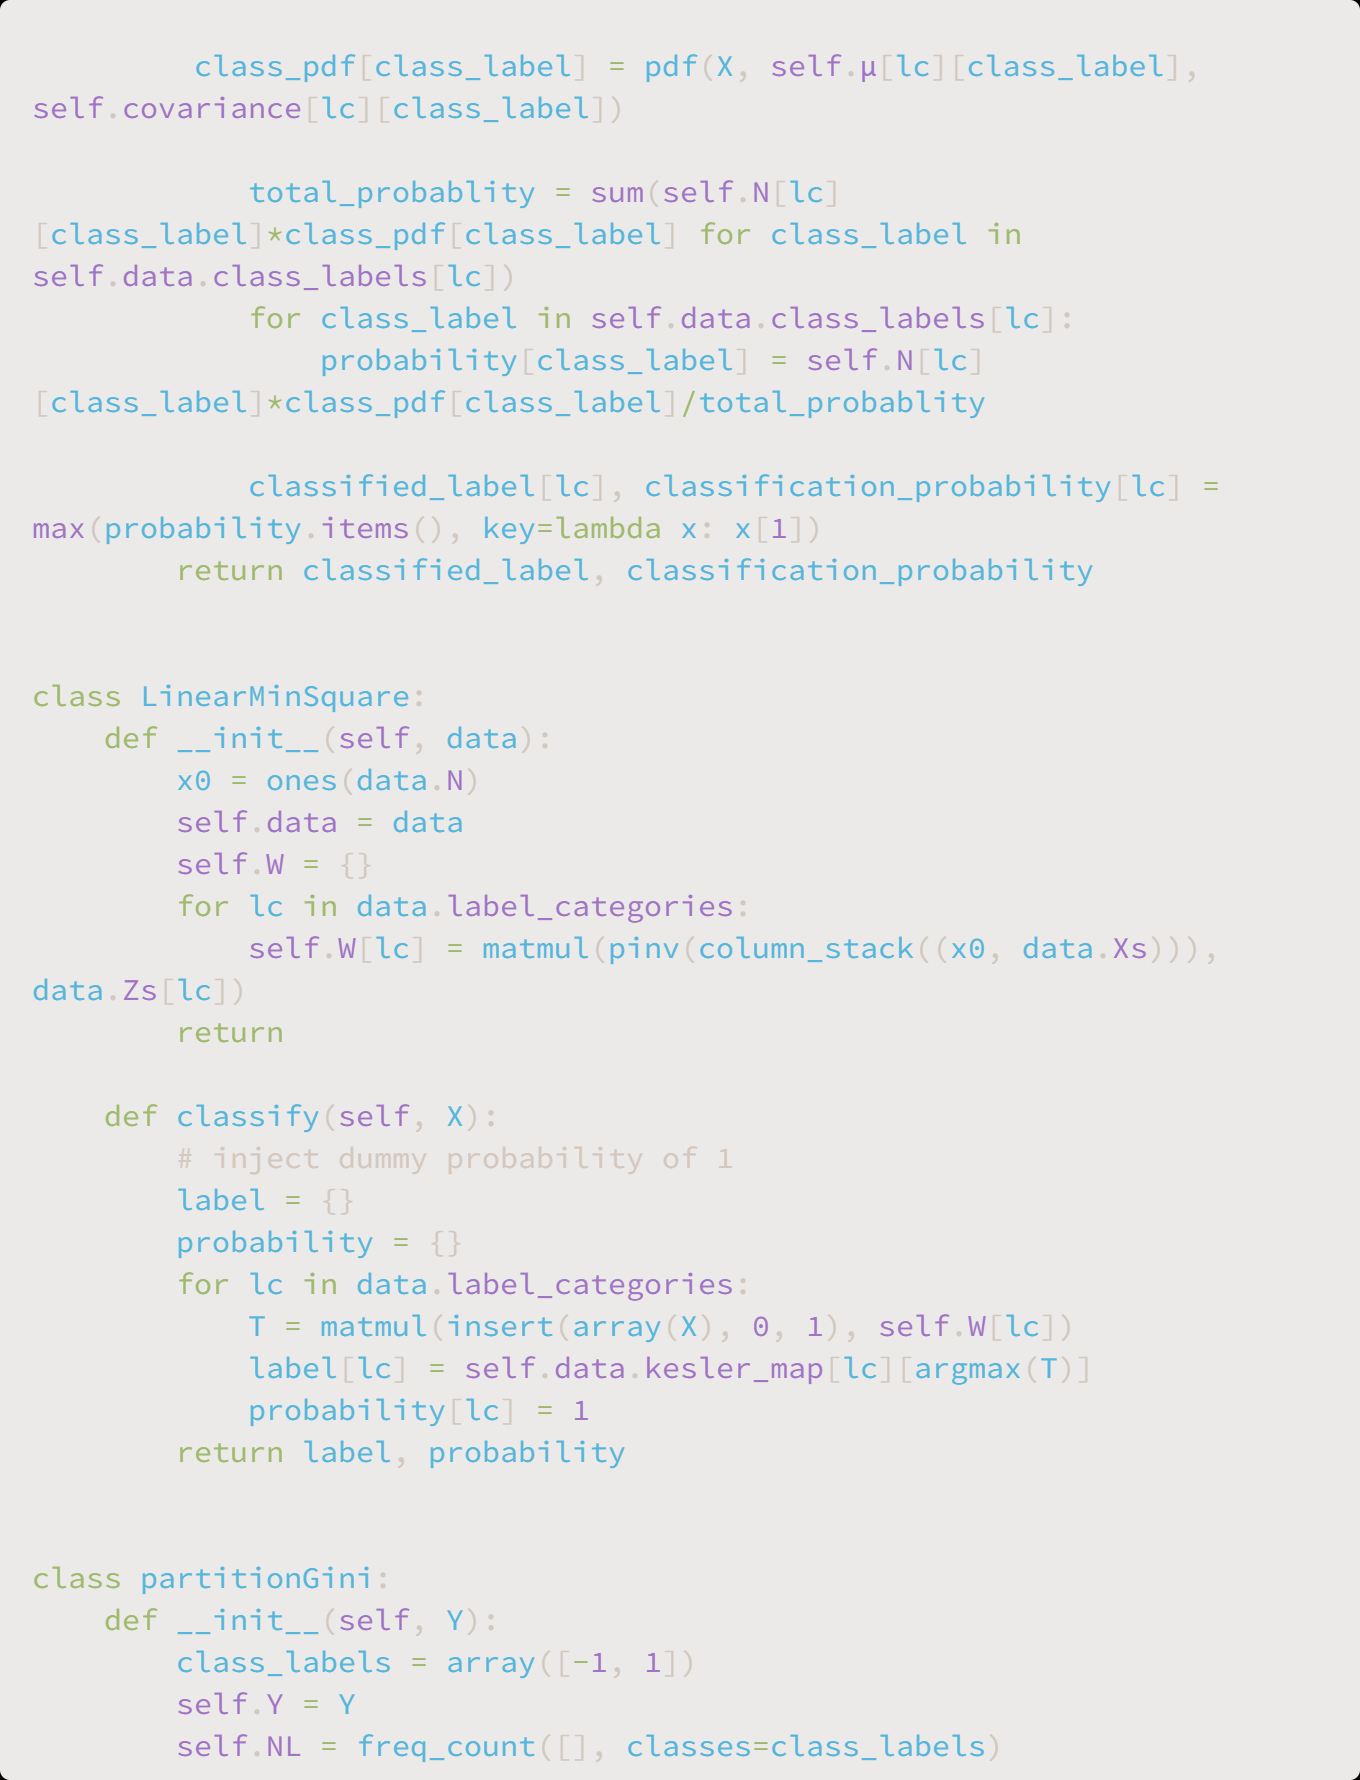 class_pdf[class_label] = pdf(X, self.μ[lc][class_label],
self.covariance[lc][class_label])
total_probablity = sum(self.N[lc]
[class_label]*class_pdf[class_label] for class_label in
self.data.class_labels[lc])
for class_label in self.data.class_labels[lc]:
probability[class_label] = self.N[lc]
[class_label]*class_pdf[class_label]/total_probablity
classified_label[lc], classification_probability[lc] =
max(probability.items(), key=lambda x: x[1])
return classified_label, classification_probability
class LinearMinSquare:
def __init__(self, data):
x0 = ones(data.N)
self.data = data
self.W = {}
for lc in data.label_categories:
self.W[lc] = matmul(pinv(column_stack((x0, data.Xs))),
data.Zs[lc])
return
def classify(self, X):
# inject dummy probability of 1
label = {}
probability = {}
for lc in data.label_categories:
T = matmul(insert(array(X), 0, 1), self.W[lc])
label[lc] = self.data.kesler_map[lc][argmax(T)]
probability[lc] = 1
return label, probability
class partitionGini:
def __init__(self, Y):
class_labels = array([-1, 1])
self.Y = Y
self.NL = freq_count([], classes=class_labels)